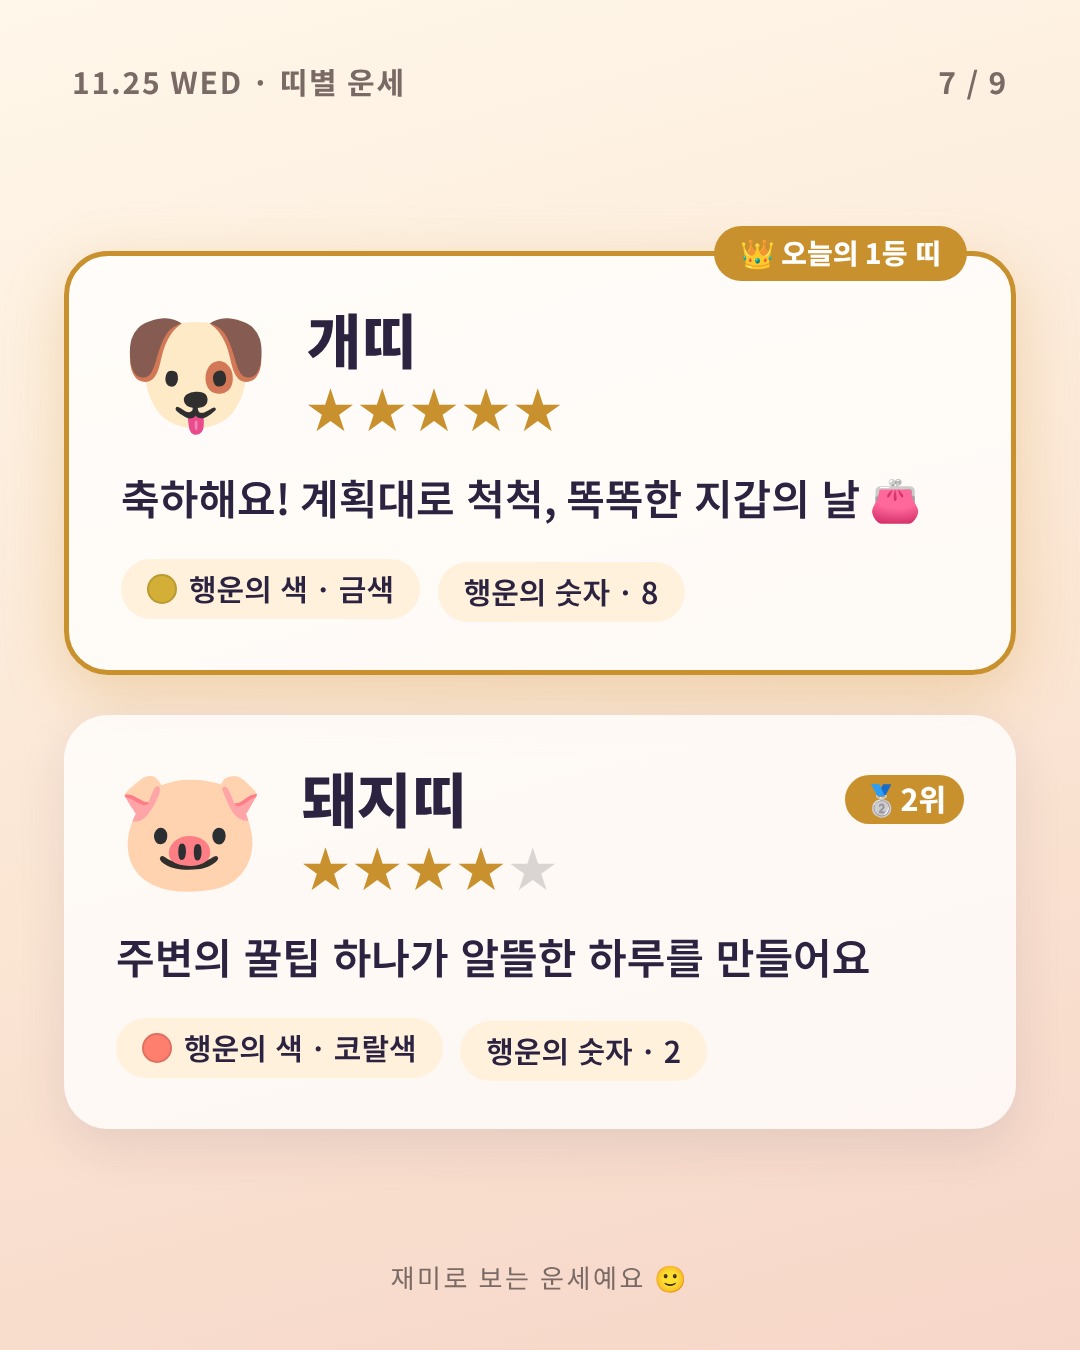 11.25 WED · 띠별 운세
7 / 9
👑 오늘의 1등 띠
개띠
★★★★★
축하해요! 계획대로 척척, 똑똑한 지갑의 날 👛
행운의 색 · 금색
행운의 숫자 · 8
돼지띠
🥈 2위
★★★★★
주변의 꿀팁 하나가 알뜰한 하루를 만들어요
행운의 색 · 코랄색
행운의 숫자 · 2
재미로 보는 운세예요 🙂